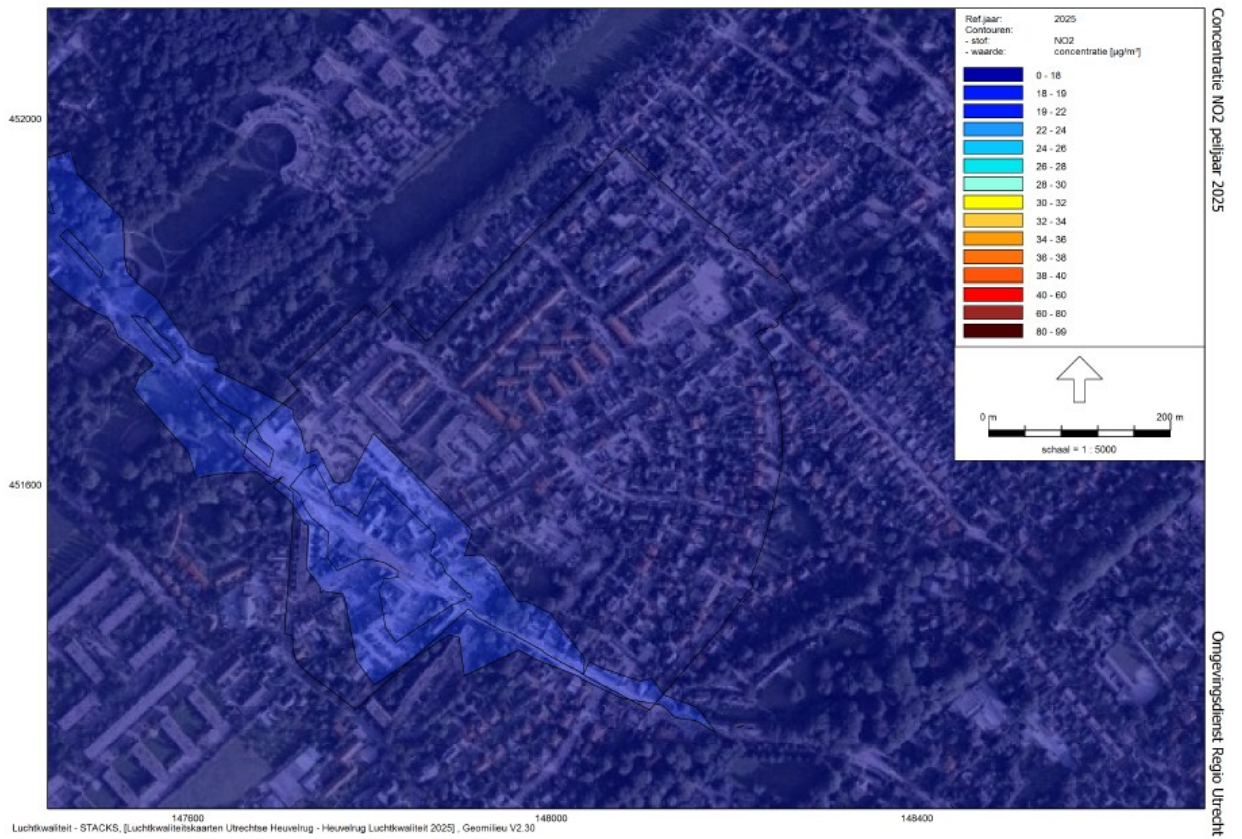 Ref.jaar: 2025
Contouren:
- stof: NO2
- waarde: concentratie [µg/m³]
0 - 18
18 - 19
19 - 22
22 - 24
24 - 26
26 - 28
28 - 30
30 - 32
32 - 34
34 - 36
36 - 38
38 - 40
40 - 60
60 - 80
80 - 99
0 m 200 m
schaal = 1 : 5000
Concentratie NO2 peiljaar 2025
Omgevingsdienst Regio Utrecht
452000
451600
147600 148000 148400
Luchtkwaliteit - STACKS, [Luchtkwaliteitskaarten Utrechtse Heuvelrug - Heuvelrug Luchtkwaliteit 2025] , Geomilieu V2.30